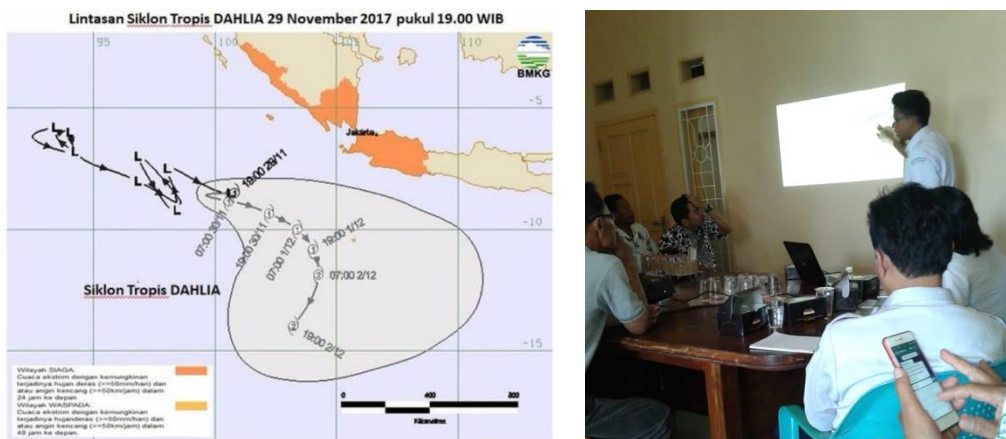 Lintasan Siklon Tropis DAHLIA 29 November 2017 pukul 19.00 WIB
95
100
105
110
BMKG
-5
Jakarta
L
L
L
L
L
L
L
19:00 29/11
07:00 30/11
19:00 30/11
07:00 1/12
19:00 1/12
07:00 2/12
19:00 2/12
-10
Siklon Tropis DAHLIA
-15
Wilayah SIAGA:
Cuaca ekstrim dengan kemungkinan
terjadinya hujan deras (>=50mm/hari) dan
atau angin kencang (>=50km/jam) dalam
24 jam ke depan.
Wilayah WASPADA:
Cuaca ekstrim dengan kemungkinan
terjadinya hujanderas (>=50mm/hari) dan
atau angin kencang (>=50km/jam) dalam
48 jam ke depan.
0
400
800
Kilometres